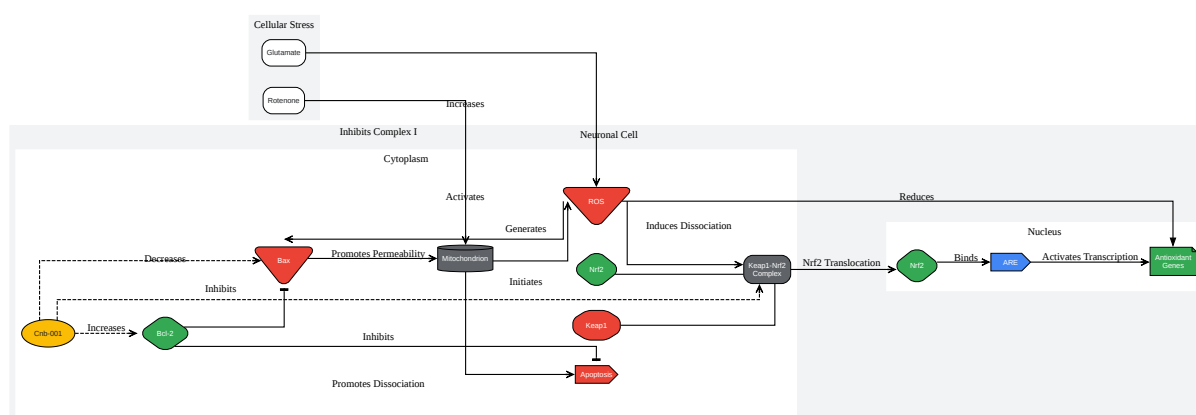 Cellular Stress
Glutamate
Rotenone
Increases
Inhibits Complex I
Neuronal Cell
Cytoplasm
Activates
ROS
Reduces
Generates
Induces Dissociation
Nucleus
Decreases
Bax
Promotes Permeability
Mitochondrion
Nrf2
Keap1-Nrf2
Complex
Nrf2 Translocation
Nrf2
Binds
ARE
Activates Transcription
Antioxidant
Genes
Inhibits
Initiates
Cnb-001
Increases
Bcl-2
Keap1
Inhibits
Apoptosis
Promotes Dissociation